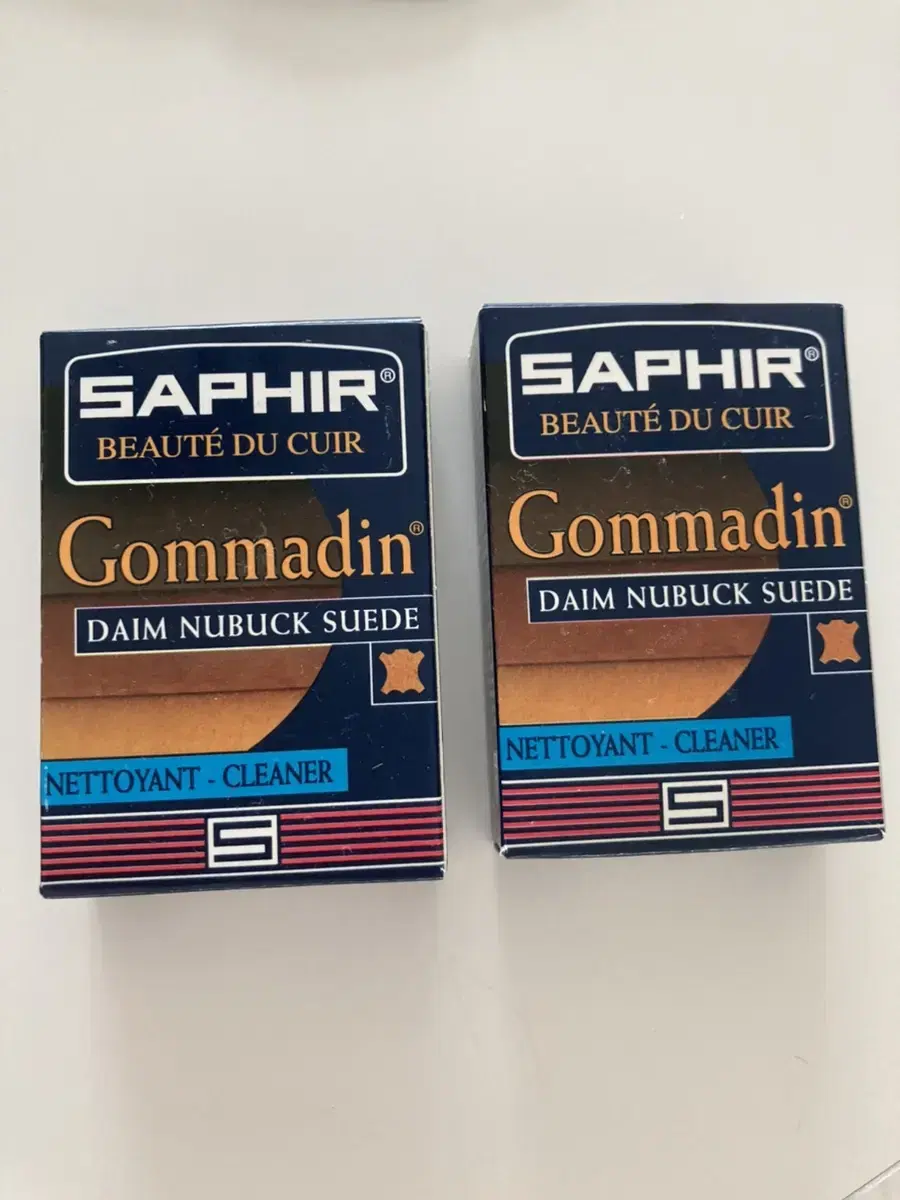 SAPHIR®
BEAUTÉ DU CUIR
Gommadin®
DAIM NUBUCK SUEDE
NETTOYANT - CLEANER
S
SAPHIR®
BEAUTÉ DU CUIR
Gommadin®
DAIM NUBUCK SUEDE
NETTOYANT - CLEANER
S